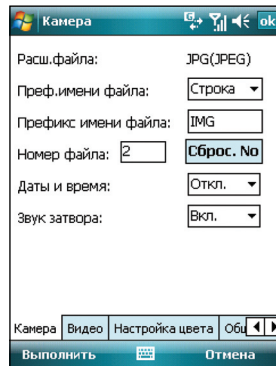 Камера ok
Расш.файла: JPG(JPEG)
Преф.имени файла: Строка
Префикс имени файла: IMG
Номер файла: 2 Сброс. No
Даты и время: Откл.
Звук затвора: Вкл.
Камера Видео Настройка цвета Общ
Выполнить Отмена